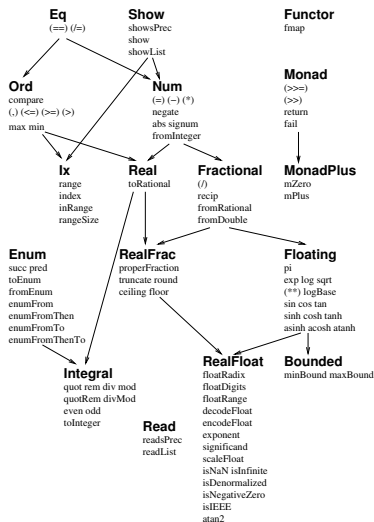 Eq
(==) (/=)
Show
showsPrec
show
showList
Functor
fmap
Ord
compare
(,) (<=) (>=) (>)
max min
Num
(=) (−) (*)
negate
abs signum
fromInteger
Monad
(>>=)
(>>)
return
fail
Ix
range
index
inRange
rangeSize
Real
toRational
Fractional
(/)
recip
fromRational
fromDouble
MonadPlus
mZero
mPlus
Enum
succ pred
toEnum
fromEnum
enumFrom
enumFromThen
enumFromTo
enumFromThenTo
RealFrac
properFraction
truncate round
ceiling floor
Floating
pi
exp log sqrt
(**) logBase
sin cos tan
sinh cosh tanh
asinh acosh atanh
Integral
quot rem div mod
quotRem divMod
even odd
toInteger
Read
readsPrec
readList
RealFloat
floatRadix
floatDigits
floatRange
decodeFloat
encodeFloat
exponent
significand
scaleFloat
isNaN isInfinite
isDenormalized
isNegativeZero
isIEEE
atan2
Bounded
minBound maxBound